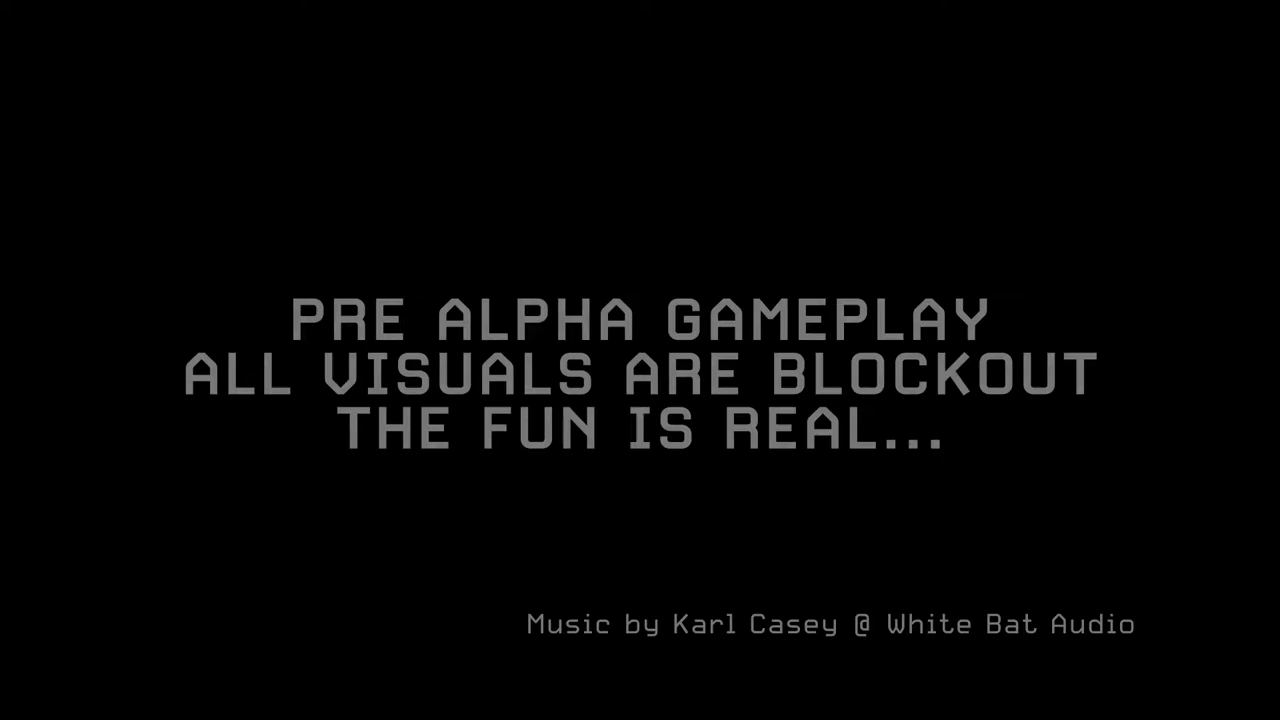 PRE ALPHA GAMEPLAY
ALL VISUALS ARE BLOCKOUT
THE FUN IS REAL...
Music by Karl Casey @ White Bat Audio